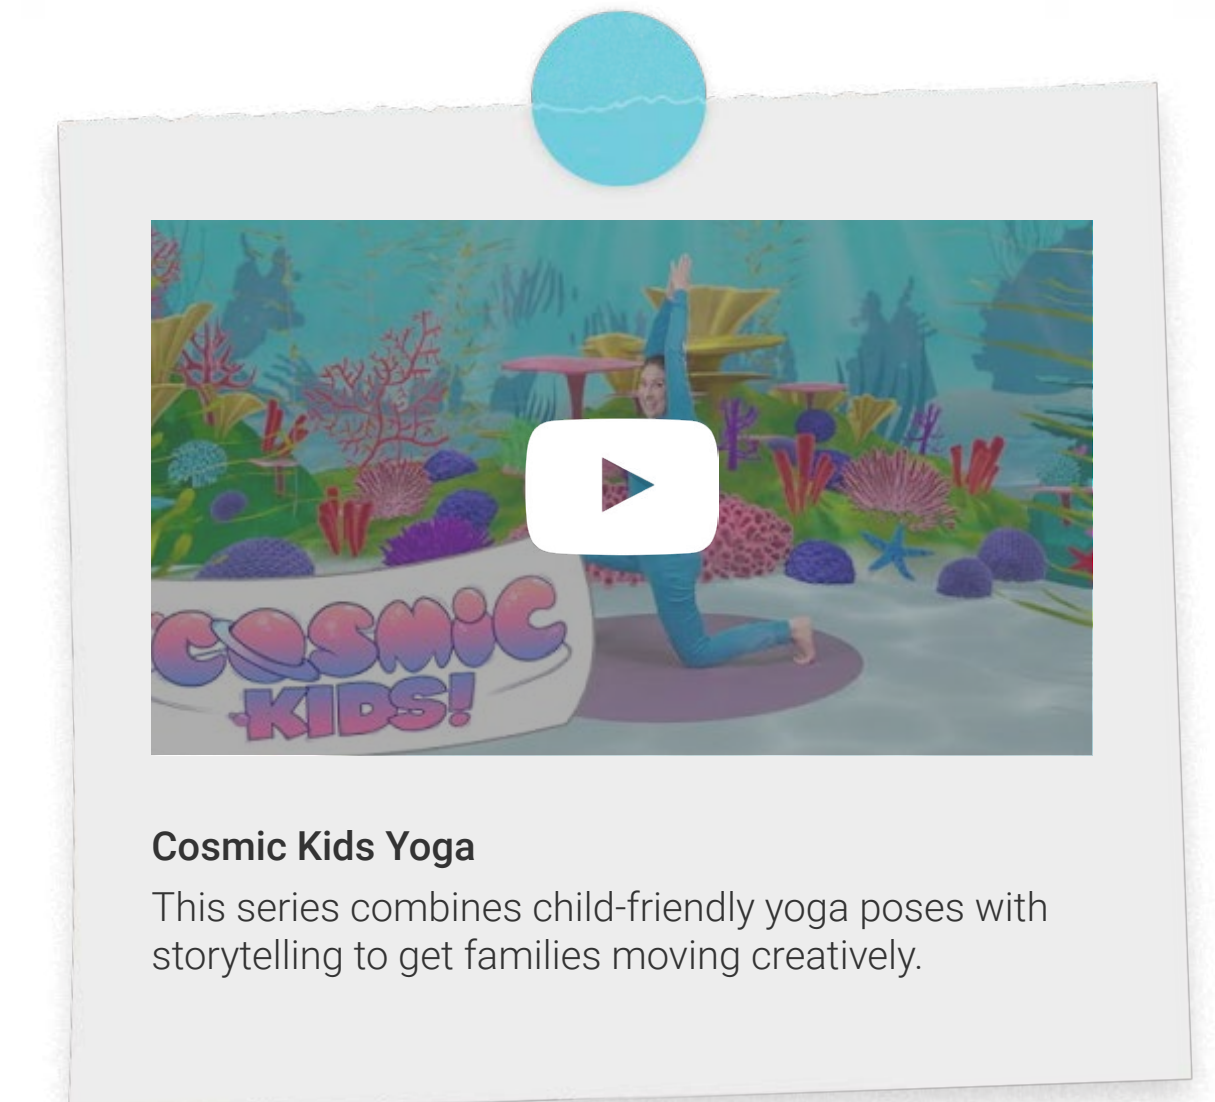 COSMiC
KIDS!
Cosmic Kids Yoga
This series combines child-friendly yoga poses with
storytelling to get families moving creatively.